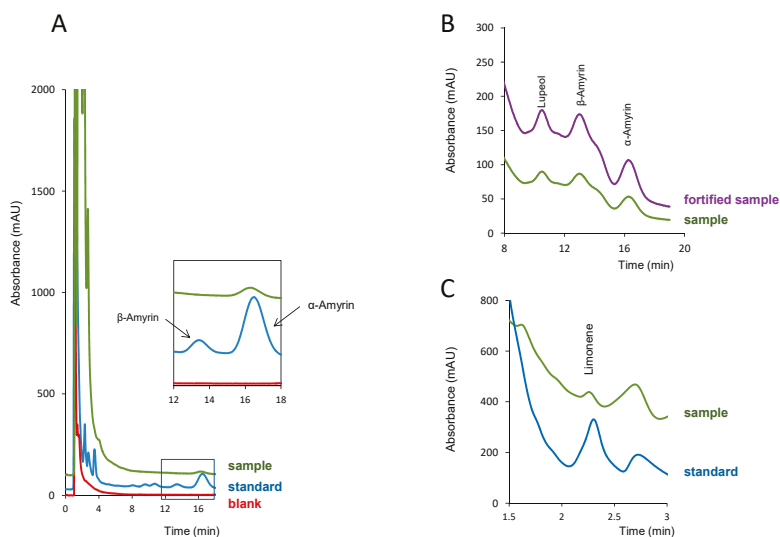 A
Absorbance (mAU)
2000
1500
1000
500
0
0
4
8
12
16
Time (min)
β-Amyrin
α-Amyrin
12
14
16
18
sample
standard
blank
B
Absorbance (mAU)
300
250
200
150
100
50
0
8
12
16
20
Time (min)
Lupeol
β-Amyrin
α-Amyrin
fortified sample
sample
C
Absorbance (mAU)
800
600
400
200
0
1.5
2
2.5
3
Time (min)
Limonene
sample
standard